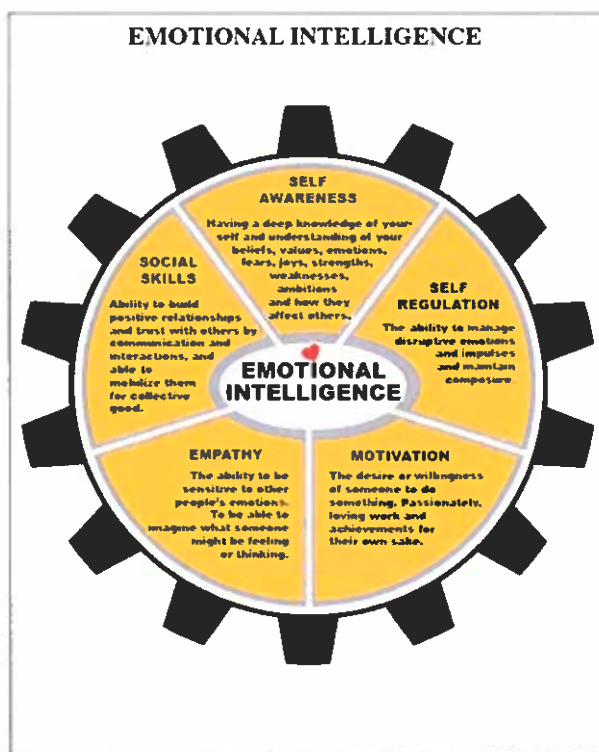 EMOTIONAL INTELLIGENCE
SELF
AWARENESS
Having a deep knowledge of your-
self and understanding of your
beliefs, values, emotions,
fears, joys, strengths,
weaknesses,
ambitions
and how they
affect others.
SELF
REGULATION
The ability to manage
disruptive emotions
and impulses
and maintain
composure.
MOTIVATION
The desire or willingness
of someone to do
something. Passionately,
loving work and
achievements for
their own sake.
EMPATHY
The ability to be
sensitive to other
people's emotions.
To be able to
imagine what someone
might be feeling
or thinking.
SOCIAL
SKILLS
Ability to build
positive relationships
and trust with others by
communication and
interactions, and
able to
mobilize them
for collective
good.
EMOTIONAL
INTELLIGENCE